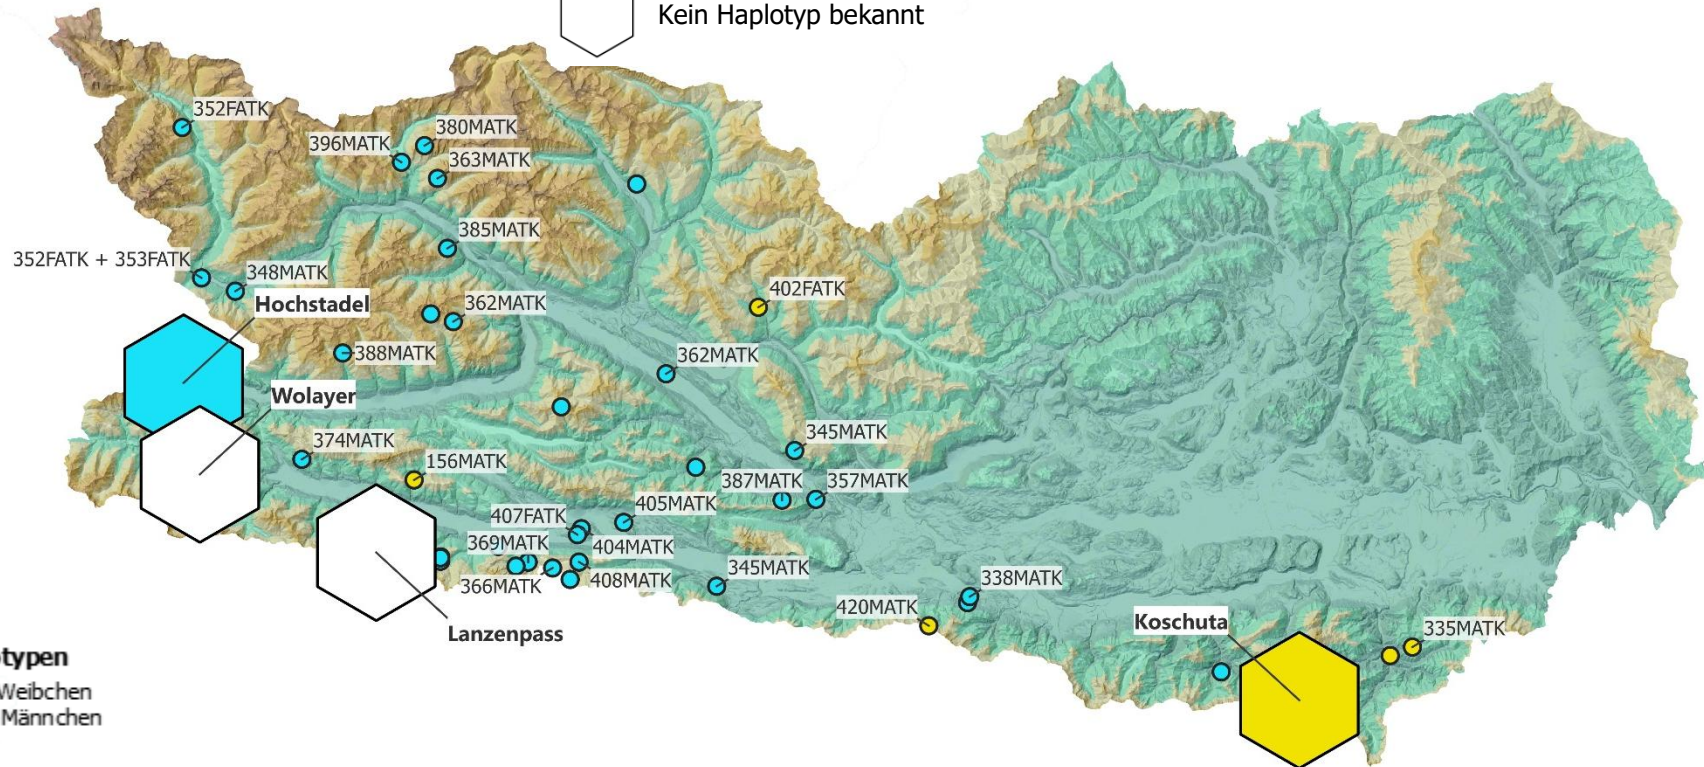 Kein Haplotyp bekannt
352FATK
380MATK
396MATK
363MATK
385MATK
352FATK + 353FATK
348MATK
Hochstadel
402FATK
362MATK
388MATK
362MATK
Wolayer
374MATK
345MATK
156MATK
387MATK
357MATK
405MATK
407FATK
369MATK
404MATK
366MATK
408MATK
345MATK
338MATK
420MATK
Koschuta
335MATK
Lanzenpass
typen
Weibchen
Männchen